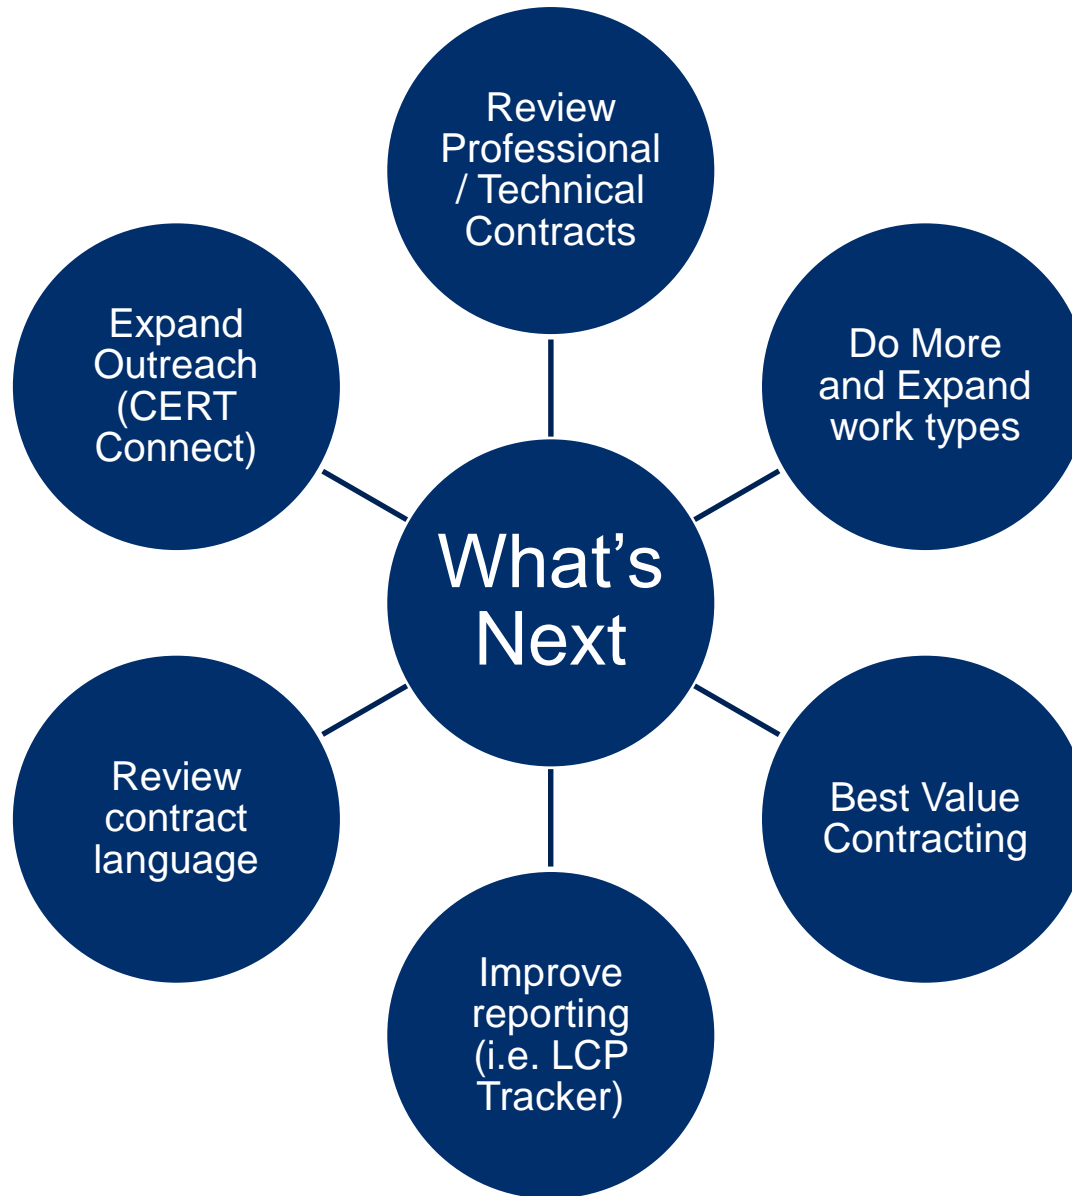 Review
Professional
/ Technical
Contracts
Do More
and Expand
work types
Best Value
Contracting
Improve
reporting
(i.e. LCP
Tracker)
Review
contract
language
Expand
Outreach
(CERT
Connect)
What’s
Next